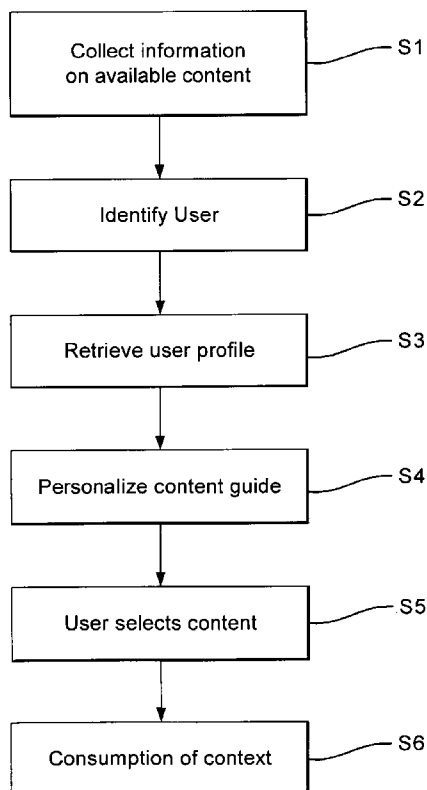 Collect information
on available content
S1
Identify User
S2
Retrieve user profile
S3
Personalize content guide
S4
User selects content
S5
Consumption of context
S6